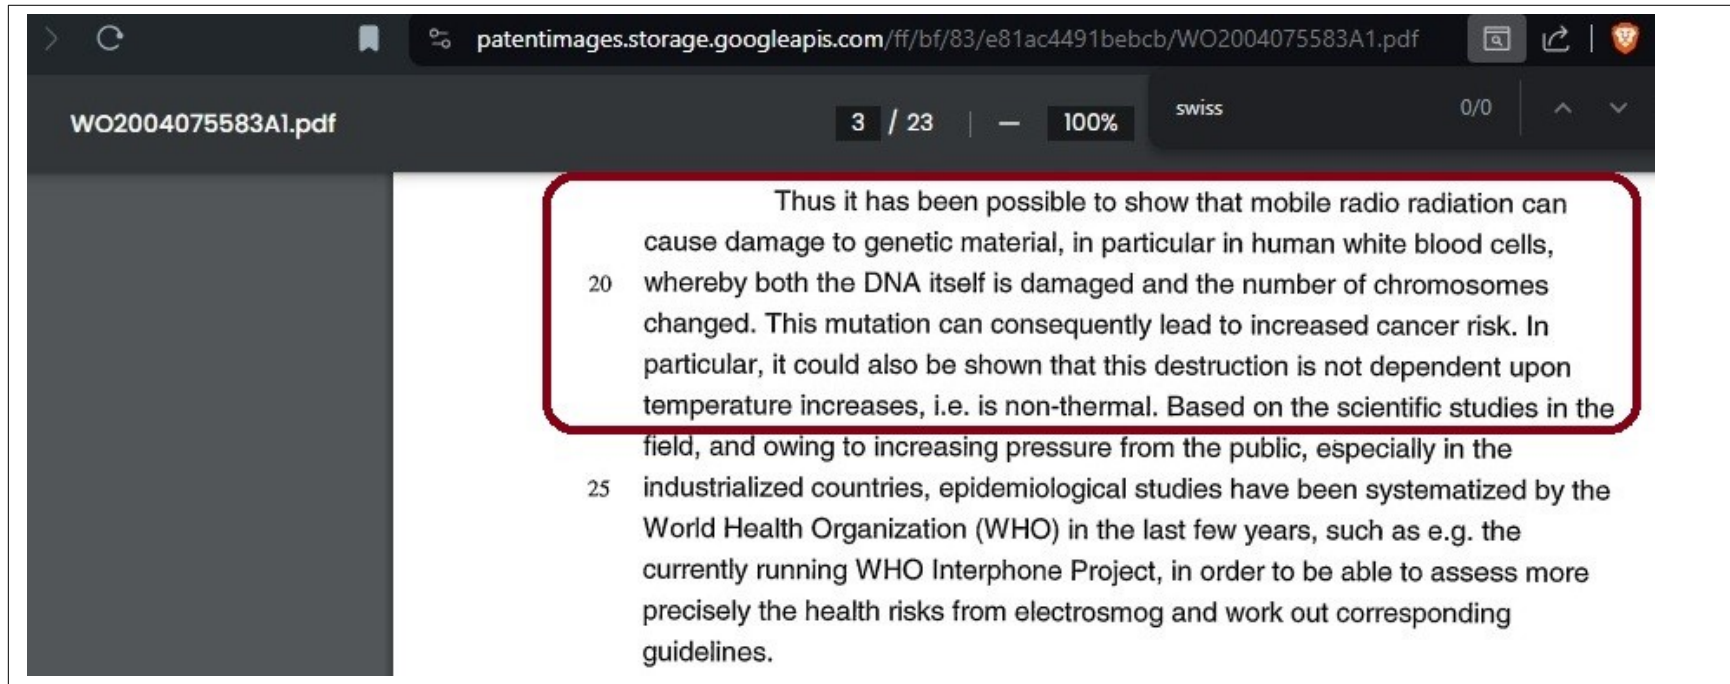 patentimages.storage.googleapis.com/ff/bf/83/e81ac4491bebcb/WO2004075583A1.pdf
WO2004075583A1.pdf
3 / 23 | — 100%
swiss 0/0
Thus it has been possible to show that mobile radio radiation can
cause damage to genetic material, in particular in human white blood cells,
20 whereby both the DNA itself is damaged and the number of chromosomes
changed. This mutation can consequently lead to increased cancer risk. In
particular, it could also be shown that this destruction is not dependent upon
temperature increases, i.e. is non-thermal. Based on the scientific studies in the
field, and owing to increasing pressure from the public, especially in the
25 industrialized countries, epidemiological studies have been systematized by the
World Health Organization (WHO) in the last few years, such as e.g. the
currently running WHO Interphone Project, in order to be able to assess more
precisely the health risks from electrosmog and work out corresponding
guidelines.